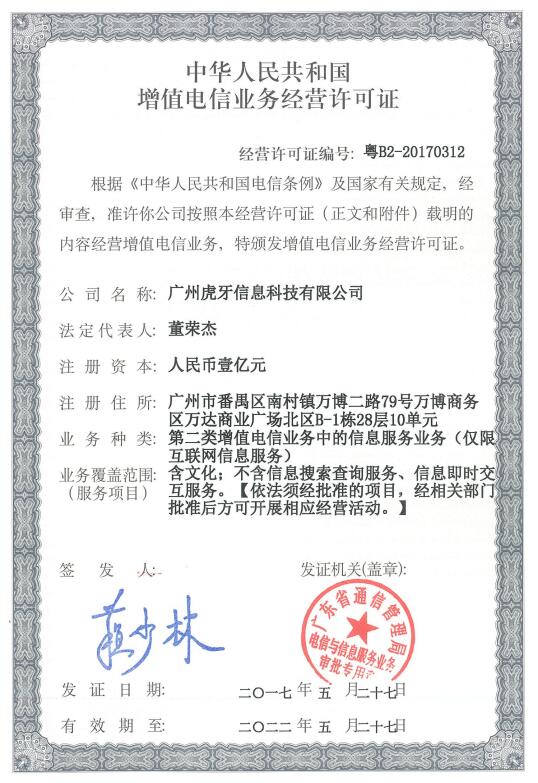 中华人民共和国
增值电信业务经营许可证
经营许可证编号: 粤B2-20170312
根据《中华人民共和国电信条例》及国家有关规定，经
审查，准许你公司按照本经营许可证（正文和附件）载明的
内容经营增值电信业务，特颁发增值电信业务经营许可证。
公司名称: 广州虎牙信息科技有限公司
法定代表人: 董荣杰
注册资本: 人民币壹亿元
注册住所: 广州市番禺区南村镇万博二路79号万博商务
区万达商业广场北区B-1栋28层10单元
业务种类: 第二类增值电信业务中的信息服务业务（仅限
互联网信息服务）
业务覆盖范围: 含文化；不含信息搜索查询服务、信息即时交
（服务项目） 互服务。【依法须经批准的项目，经相关部门
批准后方可开展相应经营活动。】
签发人: 发证机关(盖章):
少林
广东省通信管理局
电信与信息服务业务
审批专用章
发证日期: 二〇一七年五月二十七日
有效期至: 二〇二二年五月二十七日